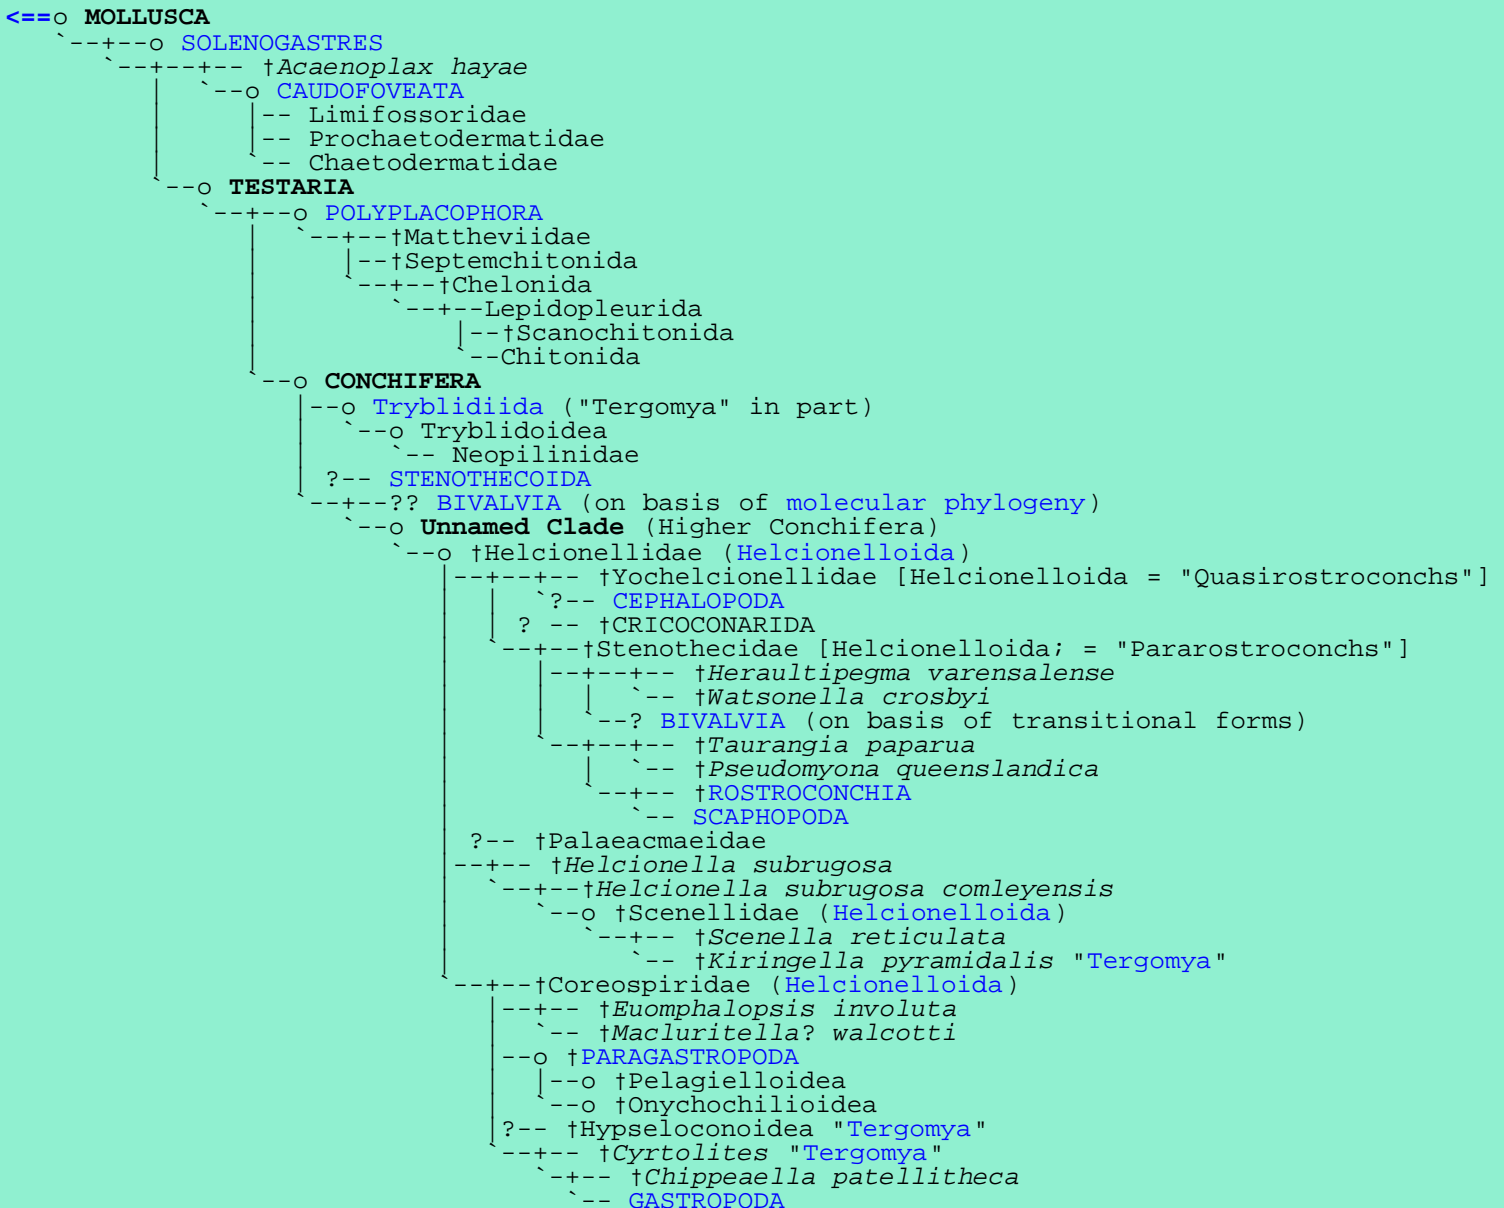 <==o MOLLUSCA
`--+--o SOLENOGASTRES
`--+--+-- †Acaenoplax hayae
| `--o CAUDOFOVEATA
| |-- Limifossoridae
| |-- Prochaetodermatidae
| `-- Chaetodermatidae
`--o TESTARIA
`--+--o POLYPLACOPHORA
| `--+--†Mattheviidae
| |--†Septemchitonida
| `--+--†Chelonida
| `--+--Lepidopleurida
| |--†Scanochitonida
| `--Chitonida
`--o CONCHIFERA
|--o Tryblidiida ("Tergomya" in part)
| `--o Tryblidoidea
| `-- Neopilinidae
| ?-- STENOTHECOIDA
`--+--?? BIVALVIA (on basis of molecular phylogeny)
`--o Unnamed Clade (Higher Conchifera)
`--o †Helcionellidae (Helcionelloida)
|--+--+-- †Yochelcionellidae [Helcionelloida = "Quasirostroconchs"]
| | `?-- CEPHALOPODA
| | ? -- †CRICOCONARIDA
| `--+--†Stenothecidae [Helcionelloida; = "Pararostroconchs"]
| |--+--+-- †Heraultipegma varensalense
| | | `-- †Watsonella crosbyi
| | `--? BIVALVIA (on basis of transitional forms)
| `--+--+-- †Taurangia paparua
| | `-- †Pseudomyona queenslandica
| `--+-- †ROSTROCONCHIA
| `-- SCAPHOPODA
| ?-- †Palaeacmaeidae
|--+-- †Helcionella subrugosa
| `--+--†Helcionella subrugosa comleyensis
| `--o †Scenellidae (Helcionelloida)
| `--+-- †Scenella reticulata
| `-- †Kiringella pyramidalis "Tergomya"
`--+--†Coreospiridae (Helcionelloida)
|--+-- †Euomphalopsis involuta
| `-- †Macluritella? walcotti
|--o †PARAGASTROPODA
| |--o †Pelagielloidea
| `--o †Onychochilioidea
|?-- †Hypseloconoidea "Tergomya"
`--+-- †Cyrtolites "Tergomya"
`-+-- †Chippeaella patellitheca
`-- GASTROPODA